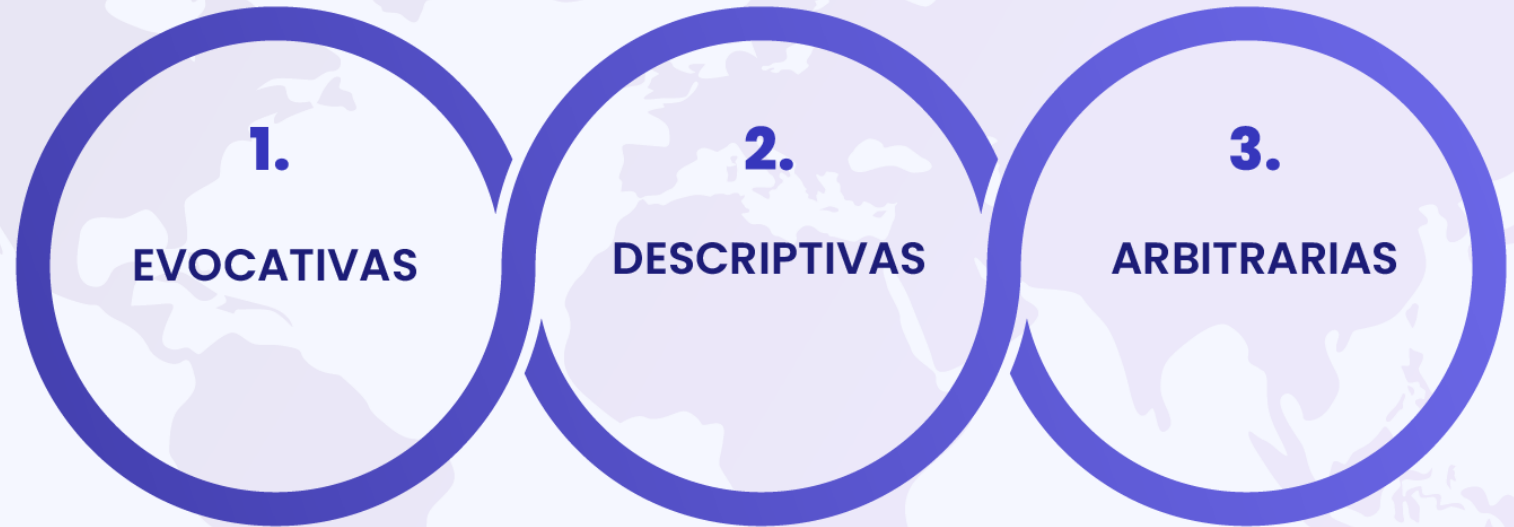 1.
EVOCATIVAS
2.
DESCRIPTIVAS
3.
ARBITRARIAS